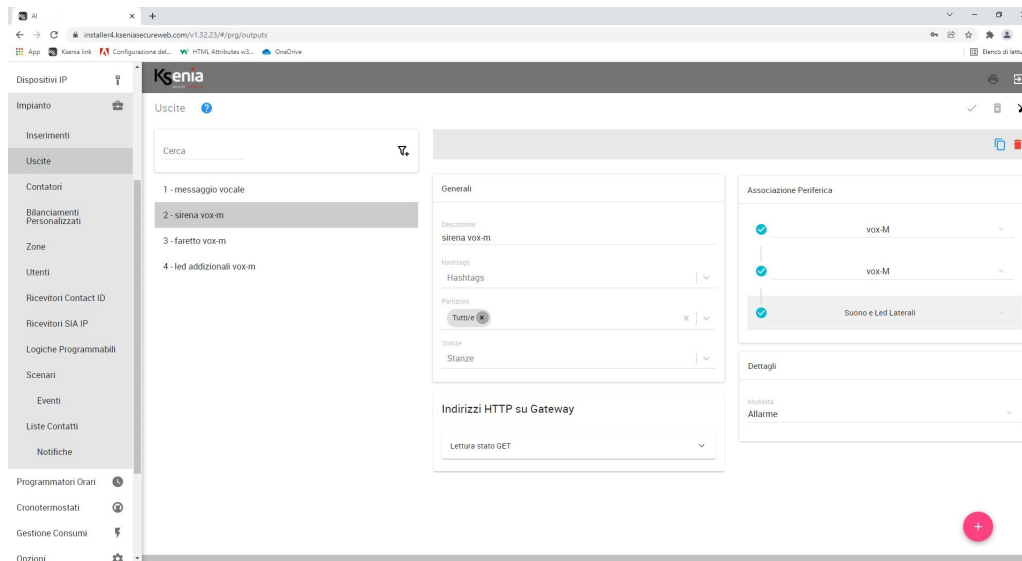 AI
installer4.kseniasecureweb.com/v1.32.23/#/prg/outputs
App
Ksenia link
Configurazione del...
HTML Attributes w3...
OneDrive
Elenco di lettu
Dispositivi IP
Ksenia
Impianto
Uscite
Inserimenti
Uscite
Contatori
Bilanciamenti
Personalizzati
Zone
Utenti
Ricevitori Contact ID
Ricevitori SIA IP
Logiche Programmabili
Scenari
Eventi
Liste Contatti
Notifiche
Programmatori Orari
Cronotermostati
Gestione Consumi
Opzioni
Cerca
1 - messaggio vocale
2 - sirena vox-m
3 - faretto vox-m
4 - led addizionali vox-m
Generali
Descrizione
sirena vox-m
Hashtags
Hashtags
Partizioni
Tutti/e
Stanze
Stanze
Indirizzi HTTP su Gateway
Lettura stato GET
Associazione Periferica
vox-M
vox-M
Suono e Led Laterali
Dettagli
Modalità
Allarme